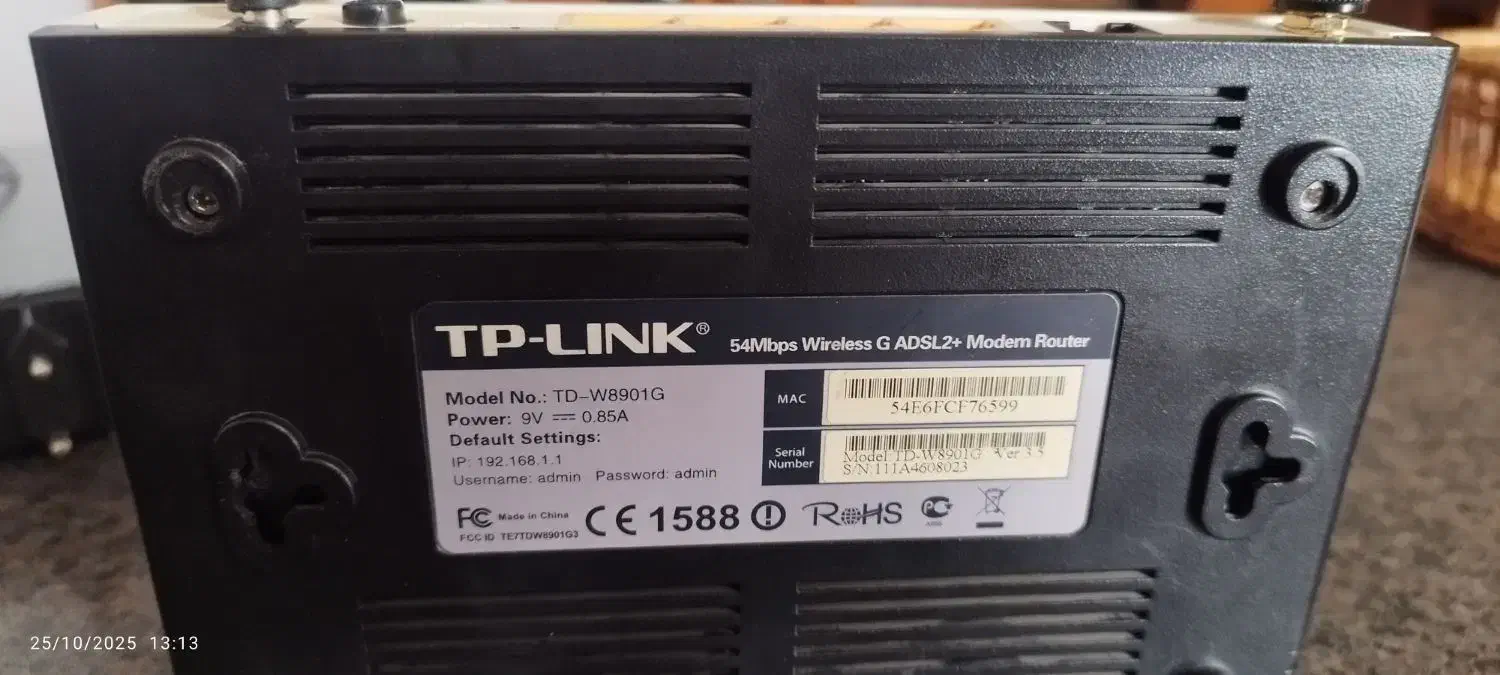 TP-LINK® 54Mbps Wireless G ADSL2+ Modem Router
Model No.: TD-W8901G
Power: 9V ⎓ 0.85A
Default Settings:
IP: 192.168.1.1
Username: admin Password: admin
MAC
54E6FCF76599
Serial
Number
Model TD-W8901G Ver 3.5
S/N 111A4608023
FC Made in China
FCC ID TE7TDW8901G3
CE 1588
RoHS
25/10/2025 13:13